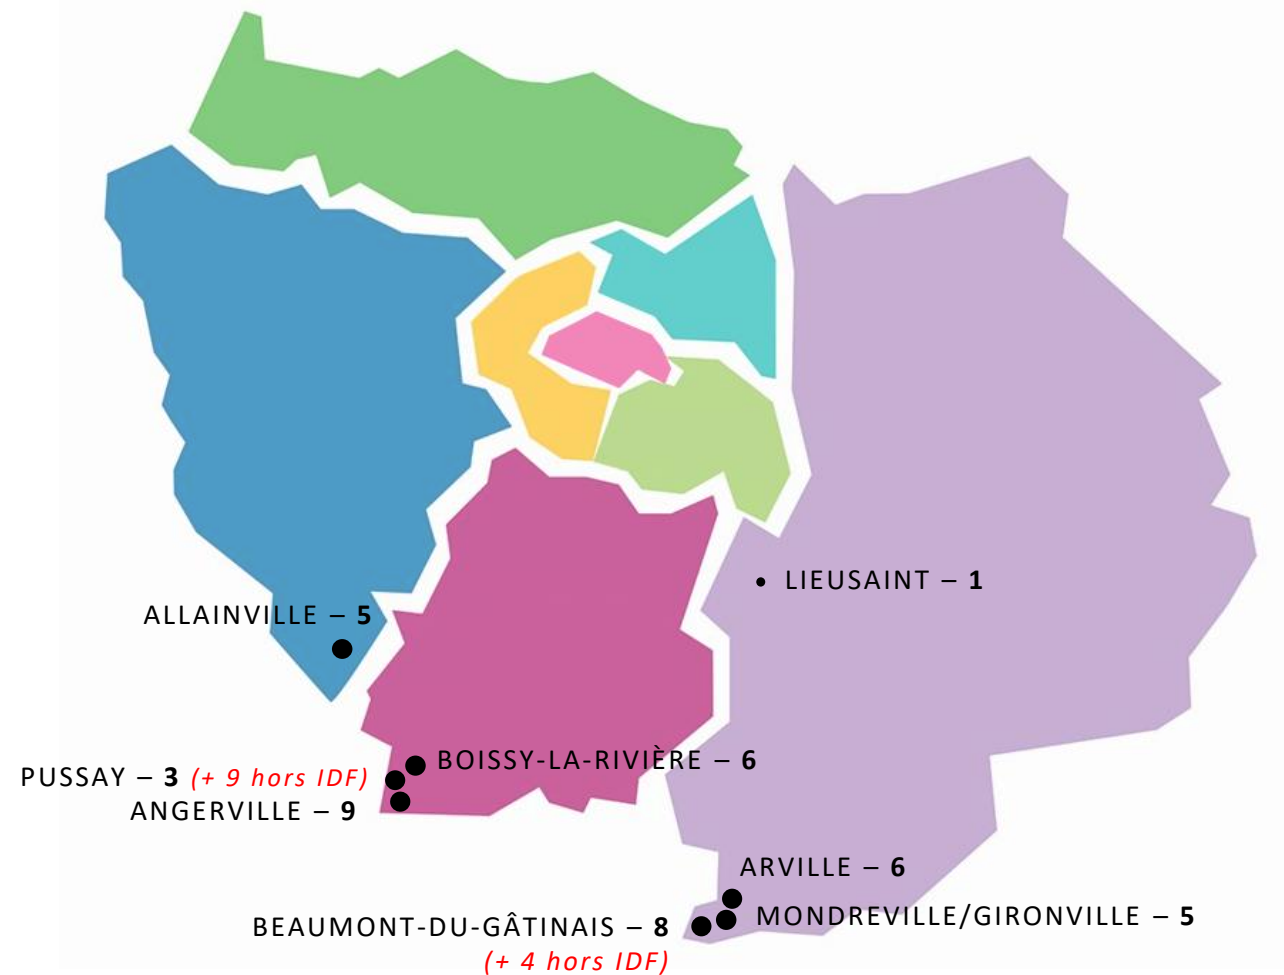 LIEUSAINT – 1
ALLAINVILLE – 5
BOISSY-LA-RIVIÈRE – 6
PUSSAY – 3 (+ 9 hors IDF)
ANGERVILLE – 9
ARVILLE – 6
MONDREVILLE/GIRONVILLE – 5
BEAUMONT-DU-GÂTINAIS – 8
(+ 4 hors IDF)